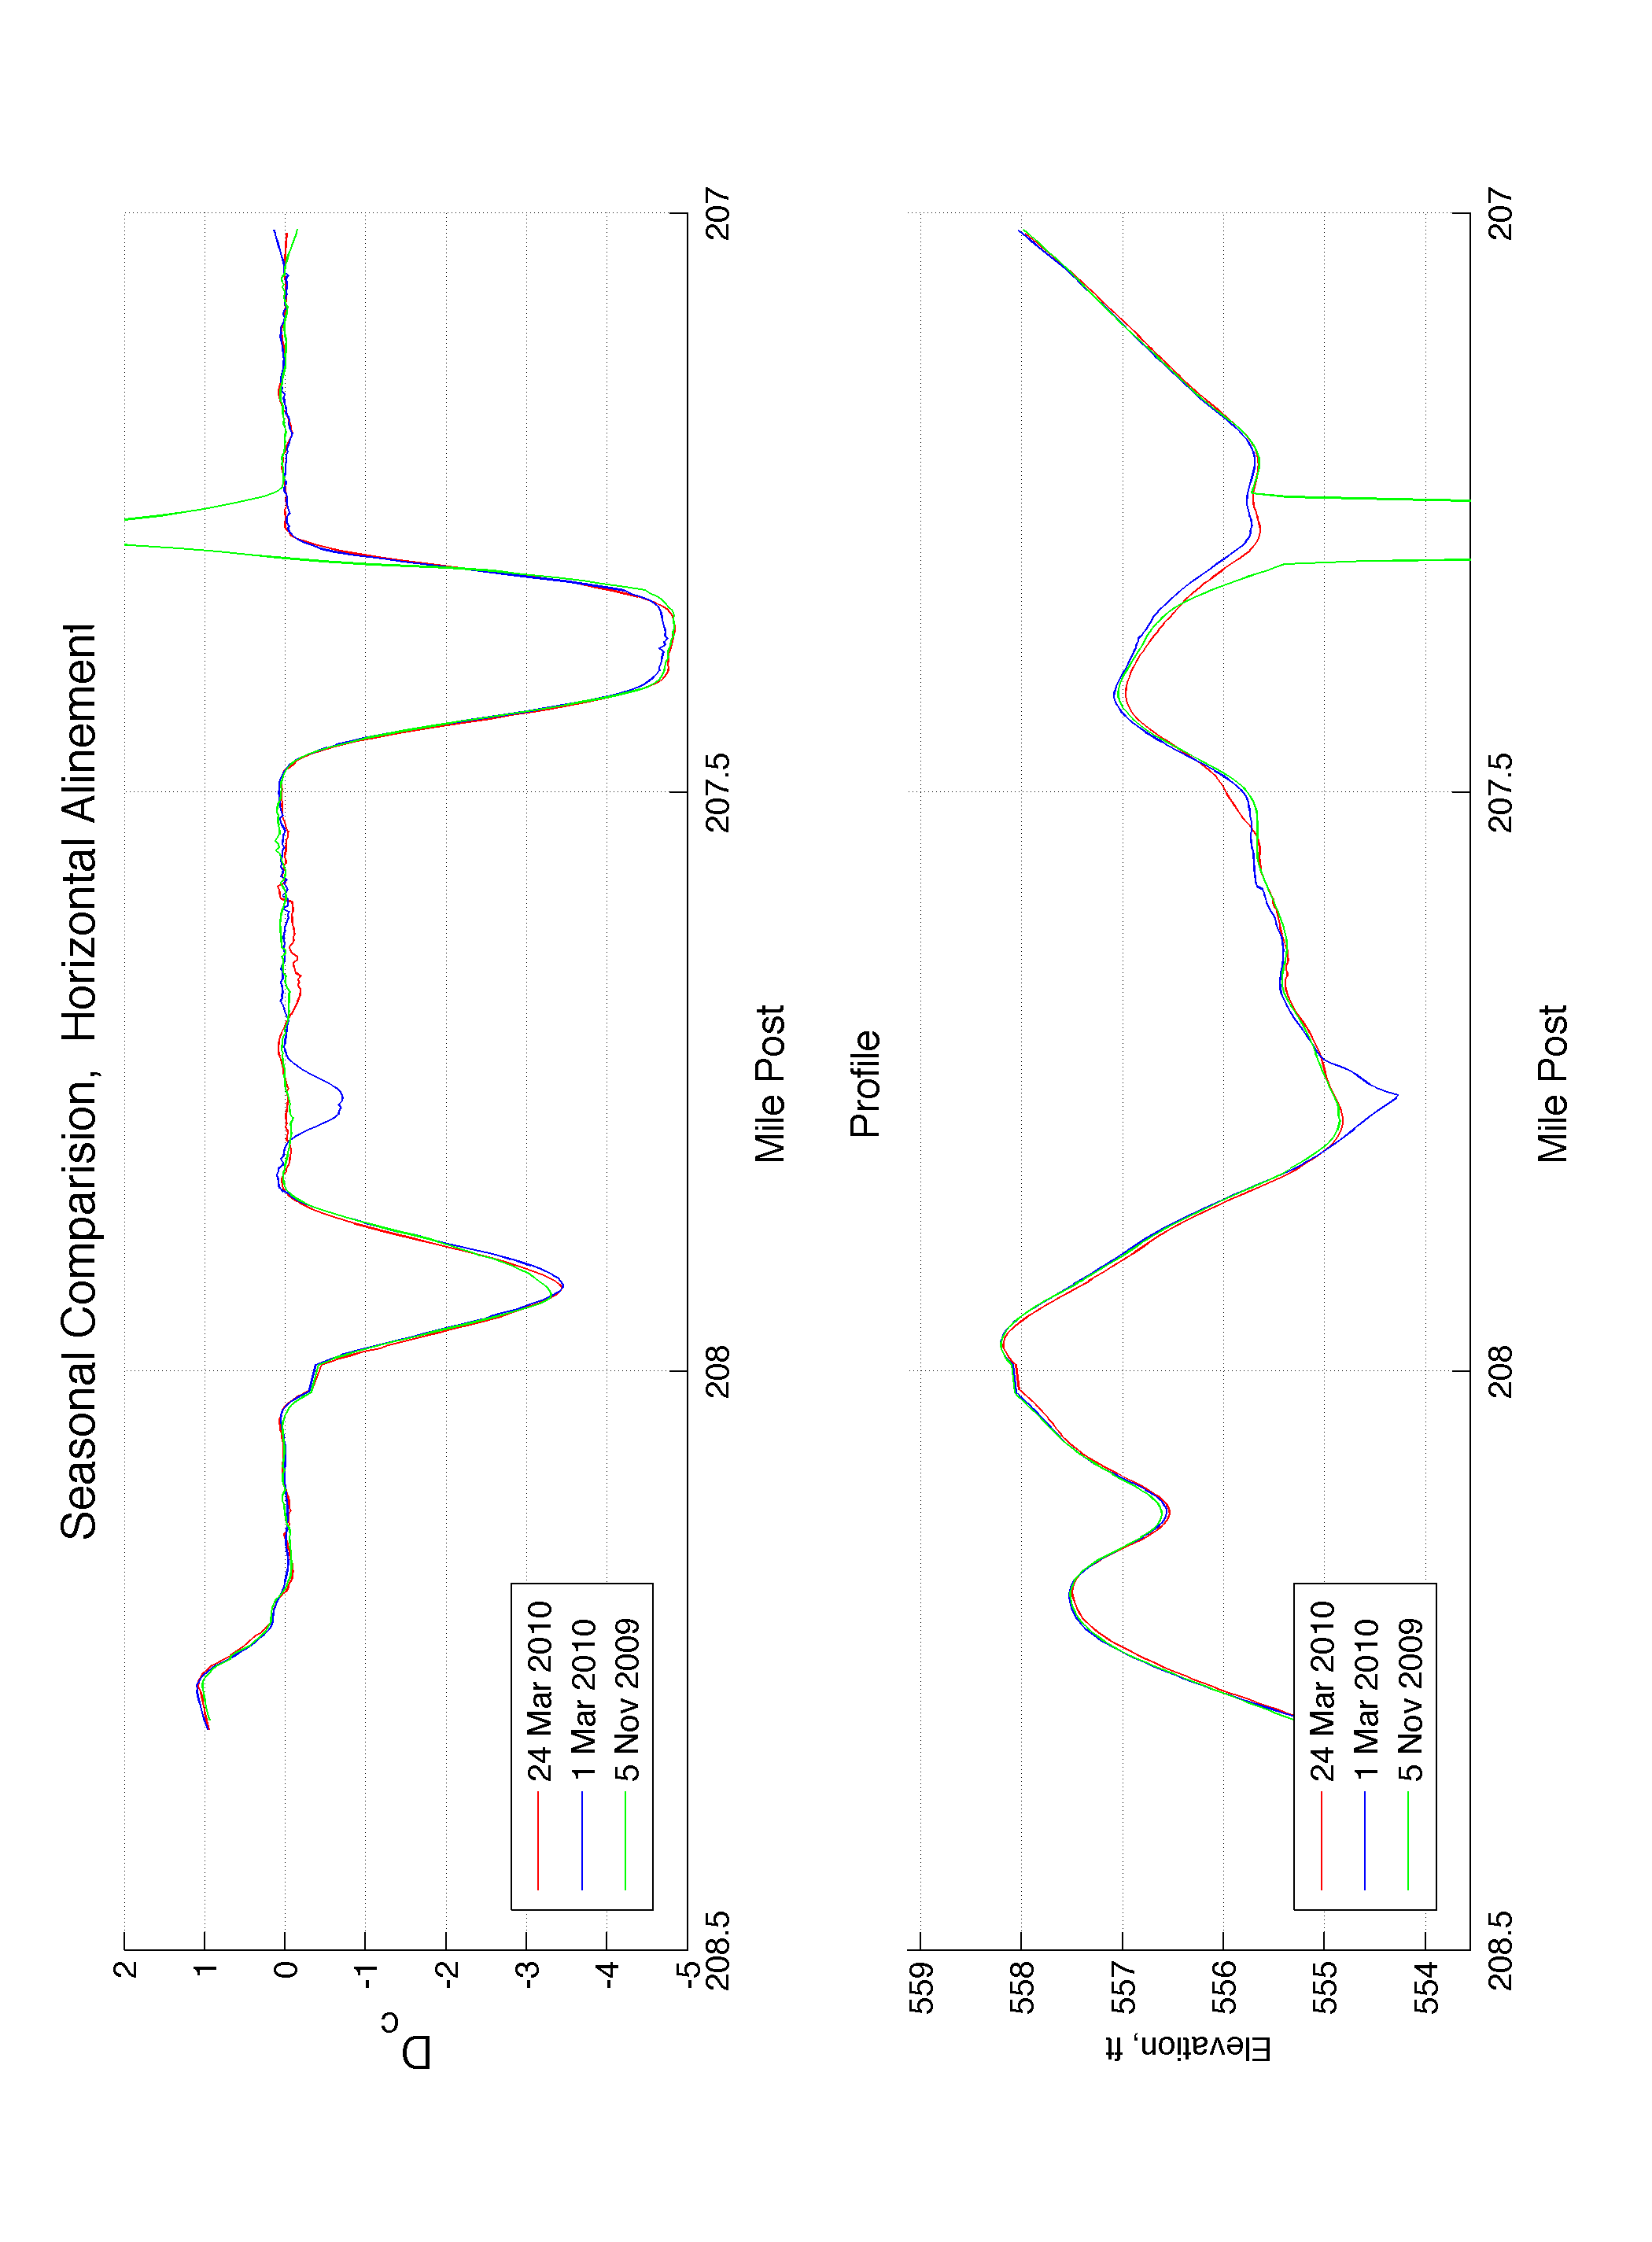 Seasonal Comparision, Horizontal Alinement
2
1
0
-1
-2
-3
-4
-5
D
c
208.5
208
207.5
207
Mile Post
24 Mar 2010
1 Mar 2010
5 Nov 2009
Profile
559
558
557
556
555
554
Elevation, ft
208.5
208
207.5
207
Mile Post
24 Mar 2010
1 Mar 2010
5 Nov 2009